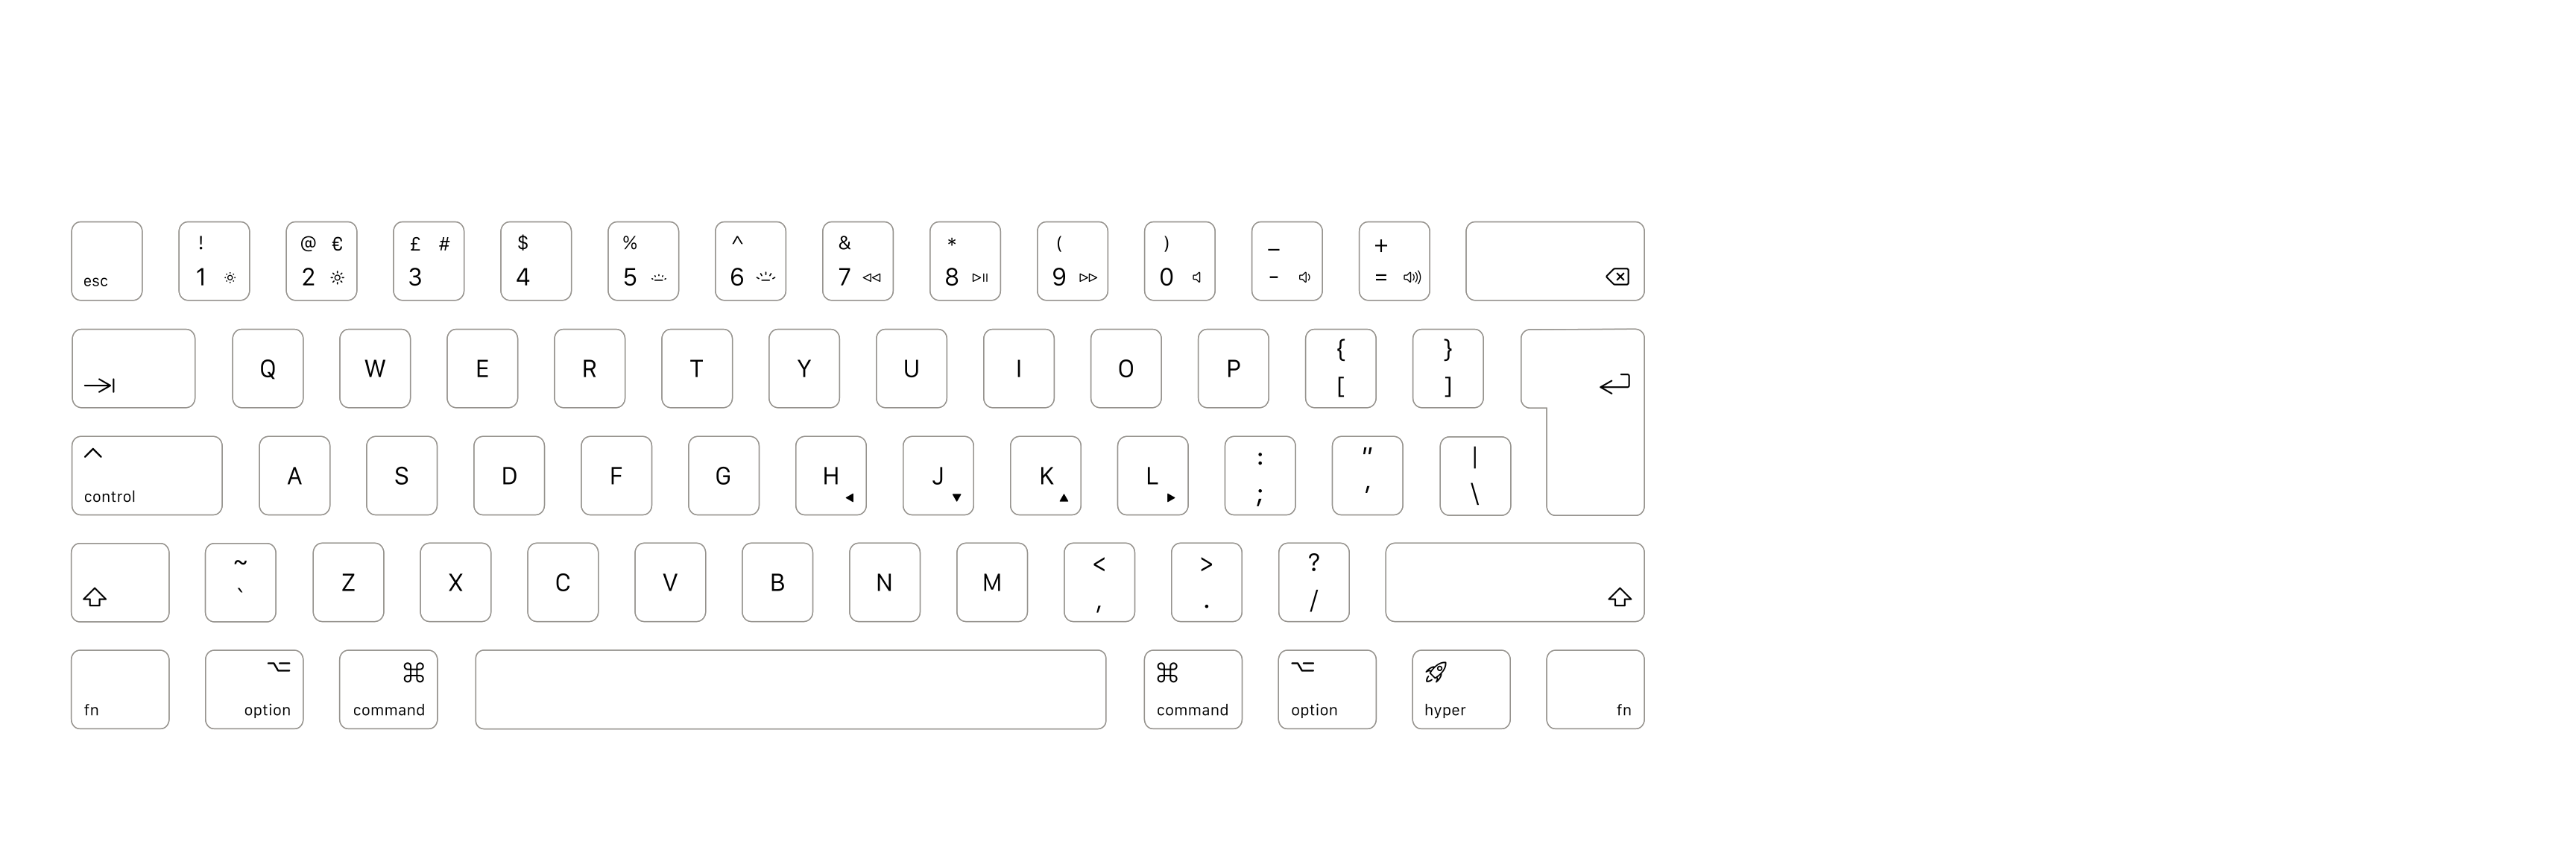 ! @ € £ # $ % ^ & * ( ) _ +
esc 1 2 3 4 5 6 7 8 9 0 - =
Q W E R T Y U I O P { }
[ ]
^ A S D F G H J K L : " |
control ; ' \
~ Z X C V B N M < > ?
` , . /
⌥ ⌘ ⌘ ⌥
fn option command command option hyper fn